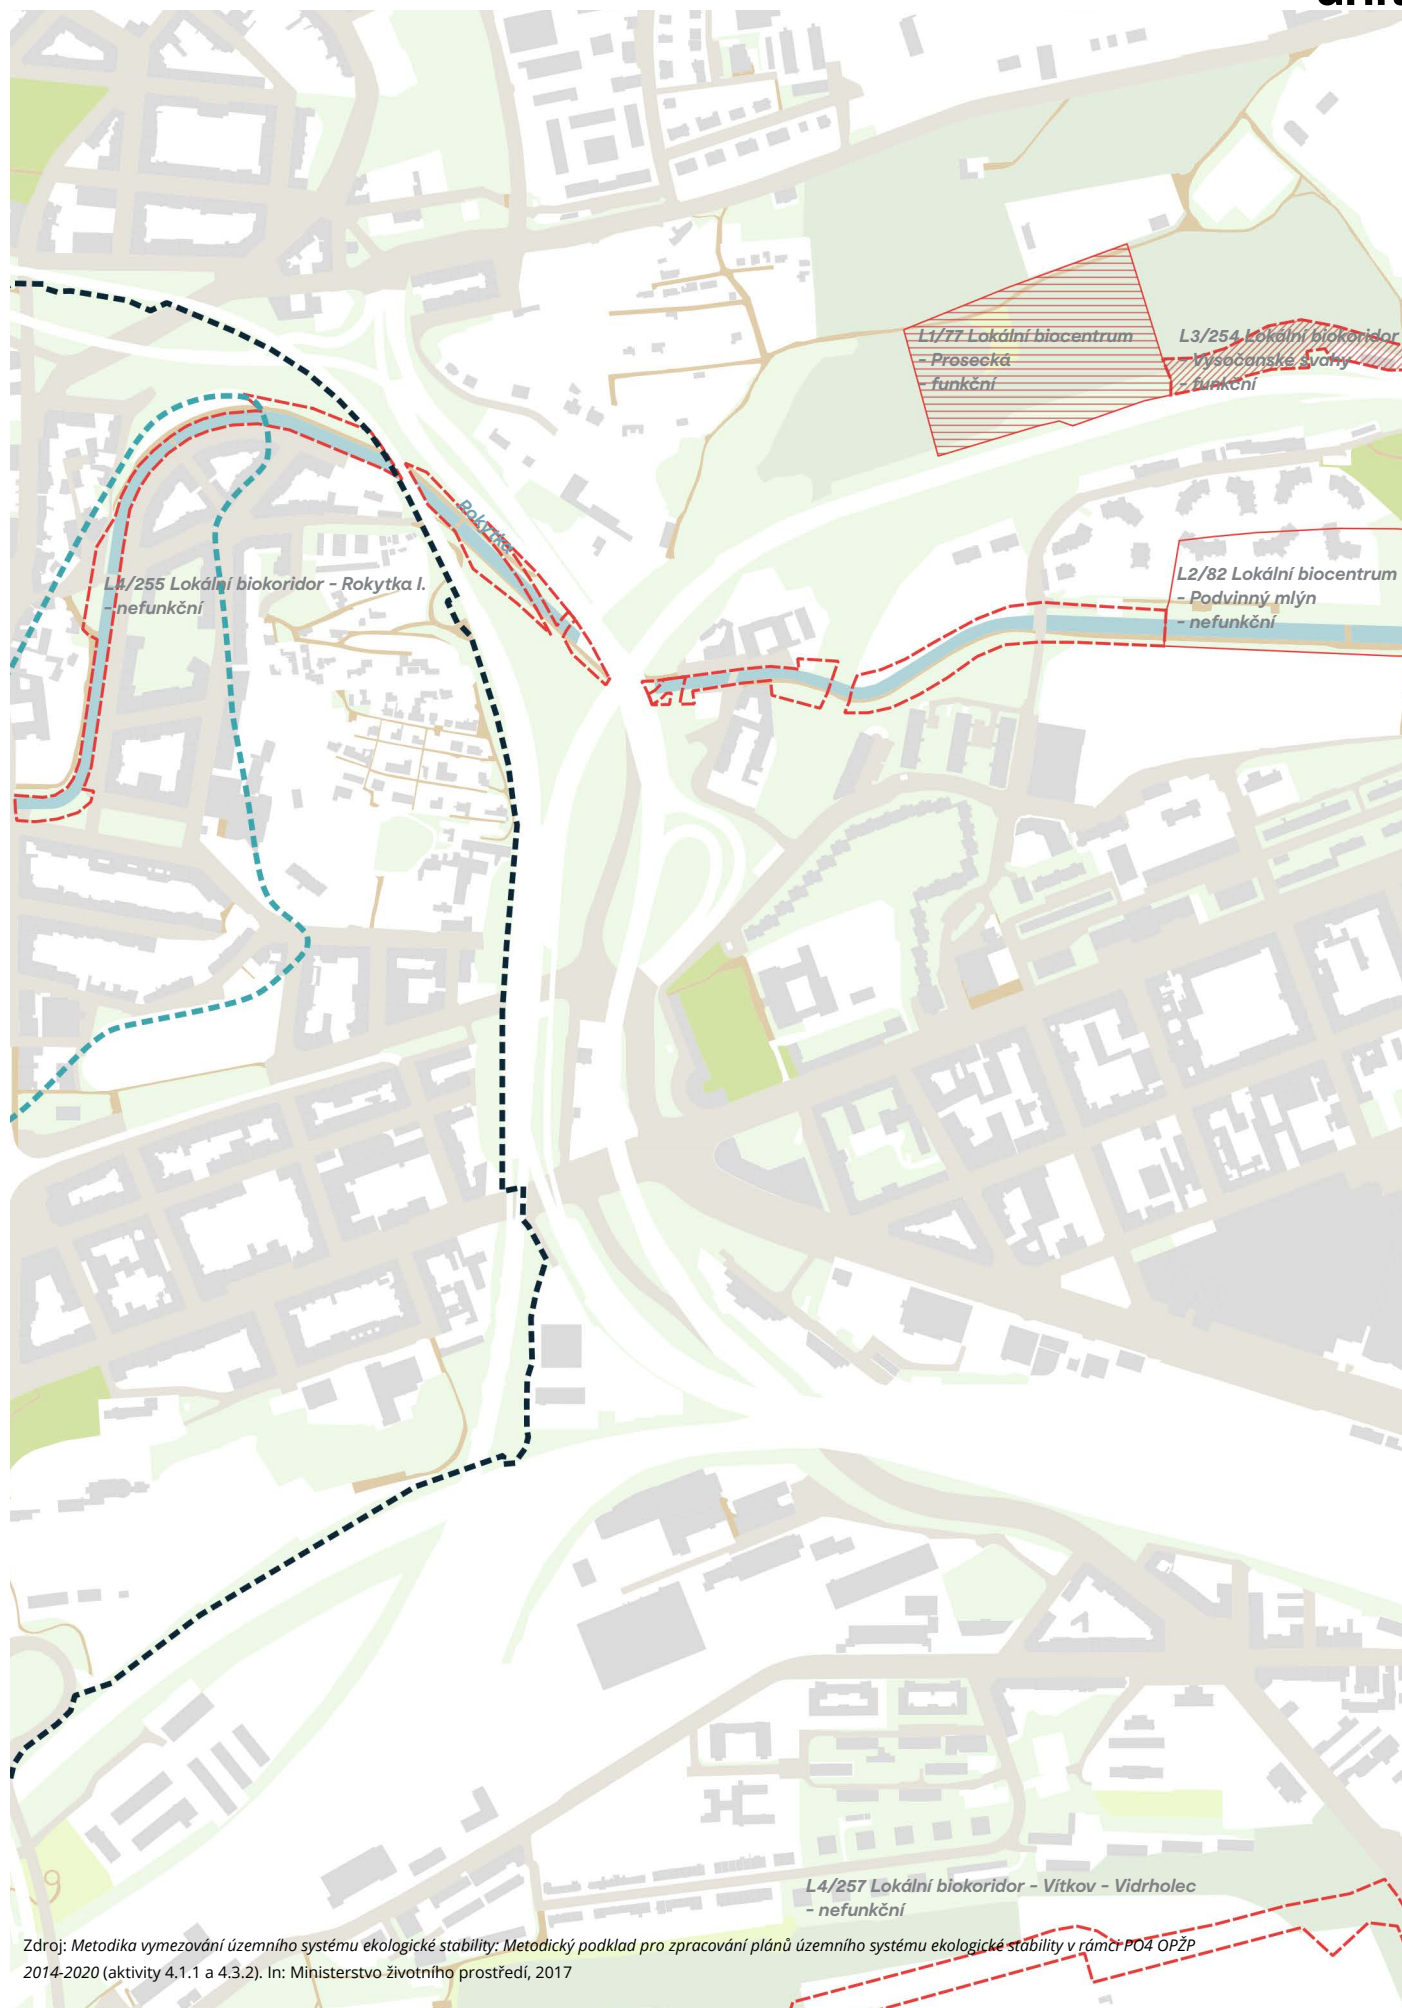 L1/77 Lokální biocentrum
- Prosecká
- funkční
L3/254 Lokální biokoridor
- Vysočanské svahy
- funkční
Rokytka
L4/255 Lokální biokoridor - Rokytka I.
- nefunkční
L2/82 Lokální biocentrum
- Podvinný mlýn
- nefunkční
L4/257 Lokální biokoridor - Vítkov - Vidrholec
- nefunkční
Zdroj: Metodika vymezování územního systému ekologické stability: Metodický podklad pro zpracování plánů územního systému ekologické stability v rámci PO4 OPŽP
2014-2020 (aktivity 4.1.1 a 4.3.2). In: Ministerstvo životního prostředí, 2017